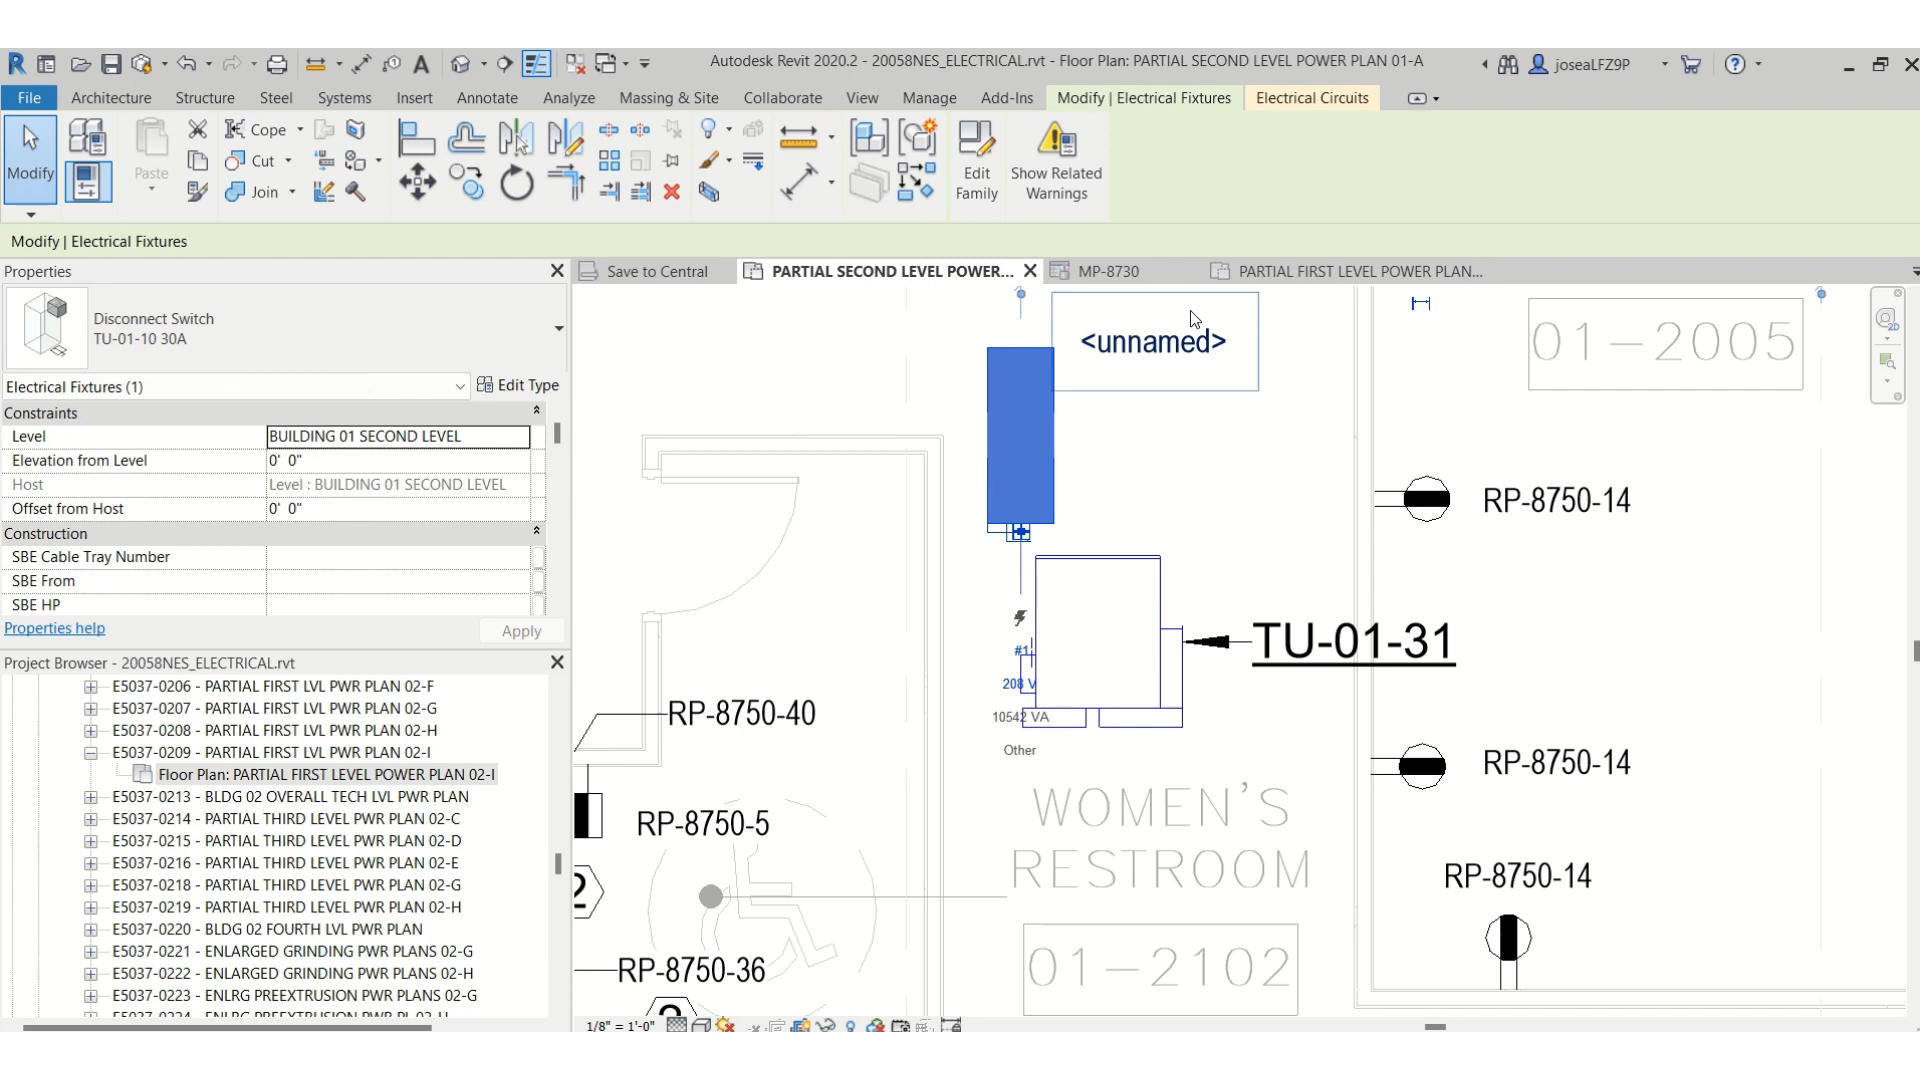 Autodesk Revit 2020.2 - 20058NES_ELECTRICAL.rvt - Floor Plan: PARTIAL SECOND LEVEL POWER PLAN 01-A
josealFZ9P
File Architecture Structure Steel Systems Insert Annotate Analyze Massing & Site Collaborate View Manage Add-Ins Modify | Electrical Fixtures Electrical Circuits
Modify
Paste
Cope
Cut
Join
Edit
Family
Show Related
Warnings
Modify | Electrical Fixtures
Properties
Disconnect Switch
TU-01-10 30A
Electrical Fixtures (1)
Edit Type
Constraints
Level BUILDING 01 SECOND LEVEL
Elevation from Level 0' 0"
Host Level : BUILDING 01 SECOND LEVEL
Offset from Host 0' 0"
Construction
SBE Cable Tray Number
SBE From
SBE HP
Properties help
Apply
Project Browser - 20058NES_ELECTRICAL.rvt
E5037-0206 - PARTIAL FIRST LVL PWR PLAN 02-F
E5037-0207 - PARTIAL FIRST LVL PWR PLAN 02-G
E5037-0208 - PARTIAL FIRST LVL PWR PLAN 02-H
E5037-0209 - PARTIAL FIRST LVL PWR PLAN 02-I
Floor Plan: PARTIAL FIRST LEVEL POWER PLAN 02-I
E5037-0213 - BLDG 02 OVERALL TECH LVL PWR PLAN
E5037-0214 - PARTIAL THIRD LEVEL PWR PLAN 02-C
E5037-0215 - PARTIAL THIRD LEVEL PWR PLAN 02-D
E5037-0216 - PARTIAL THIRD LEVEL PWR PLAN 02-E
E5037-0218 - PARTIAL THIRD LEVEL PWR PLAN 02-G
E5037-0219 - PARTIAL THIRD LEVEL PWR PLAN 02-H
E5037-0220 - BLDG 02 FOURTH LVL PWR PLAN
E5037-0221 - ENLARGED GRINDING PWR PLANS 02-G
E5037-0222 - ENLARGED GRINDING PWR PLANS 02-H
E5037-0223 - ENLRG PREEXTRUSION PWR PLANS 02-G
Save to Central
PARTIAL SECOND LEVEL POWER...
MP-8730
PARTIAL FIRST LEVEL POWER PLAN...
<unnamed>
01-2005
2D
RP-8750-14
#1
TU-01-31
208 V
10542 VA
Other
RP-8750-40
RP-8750-14
RP-8750-5
WOMEN'S
RESTROOM
RP-8750-14
2
RP-8750-36
01-2102
1/8" = 1'-0"